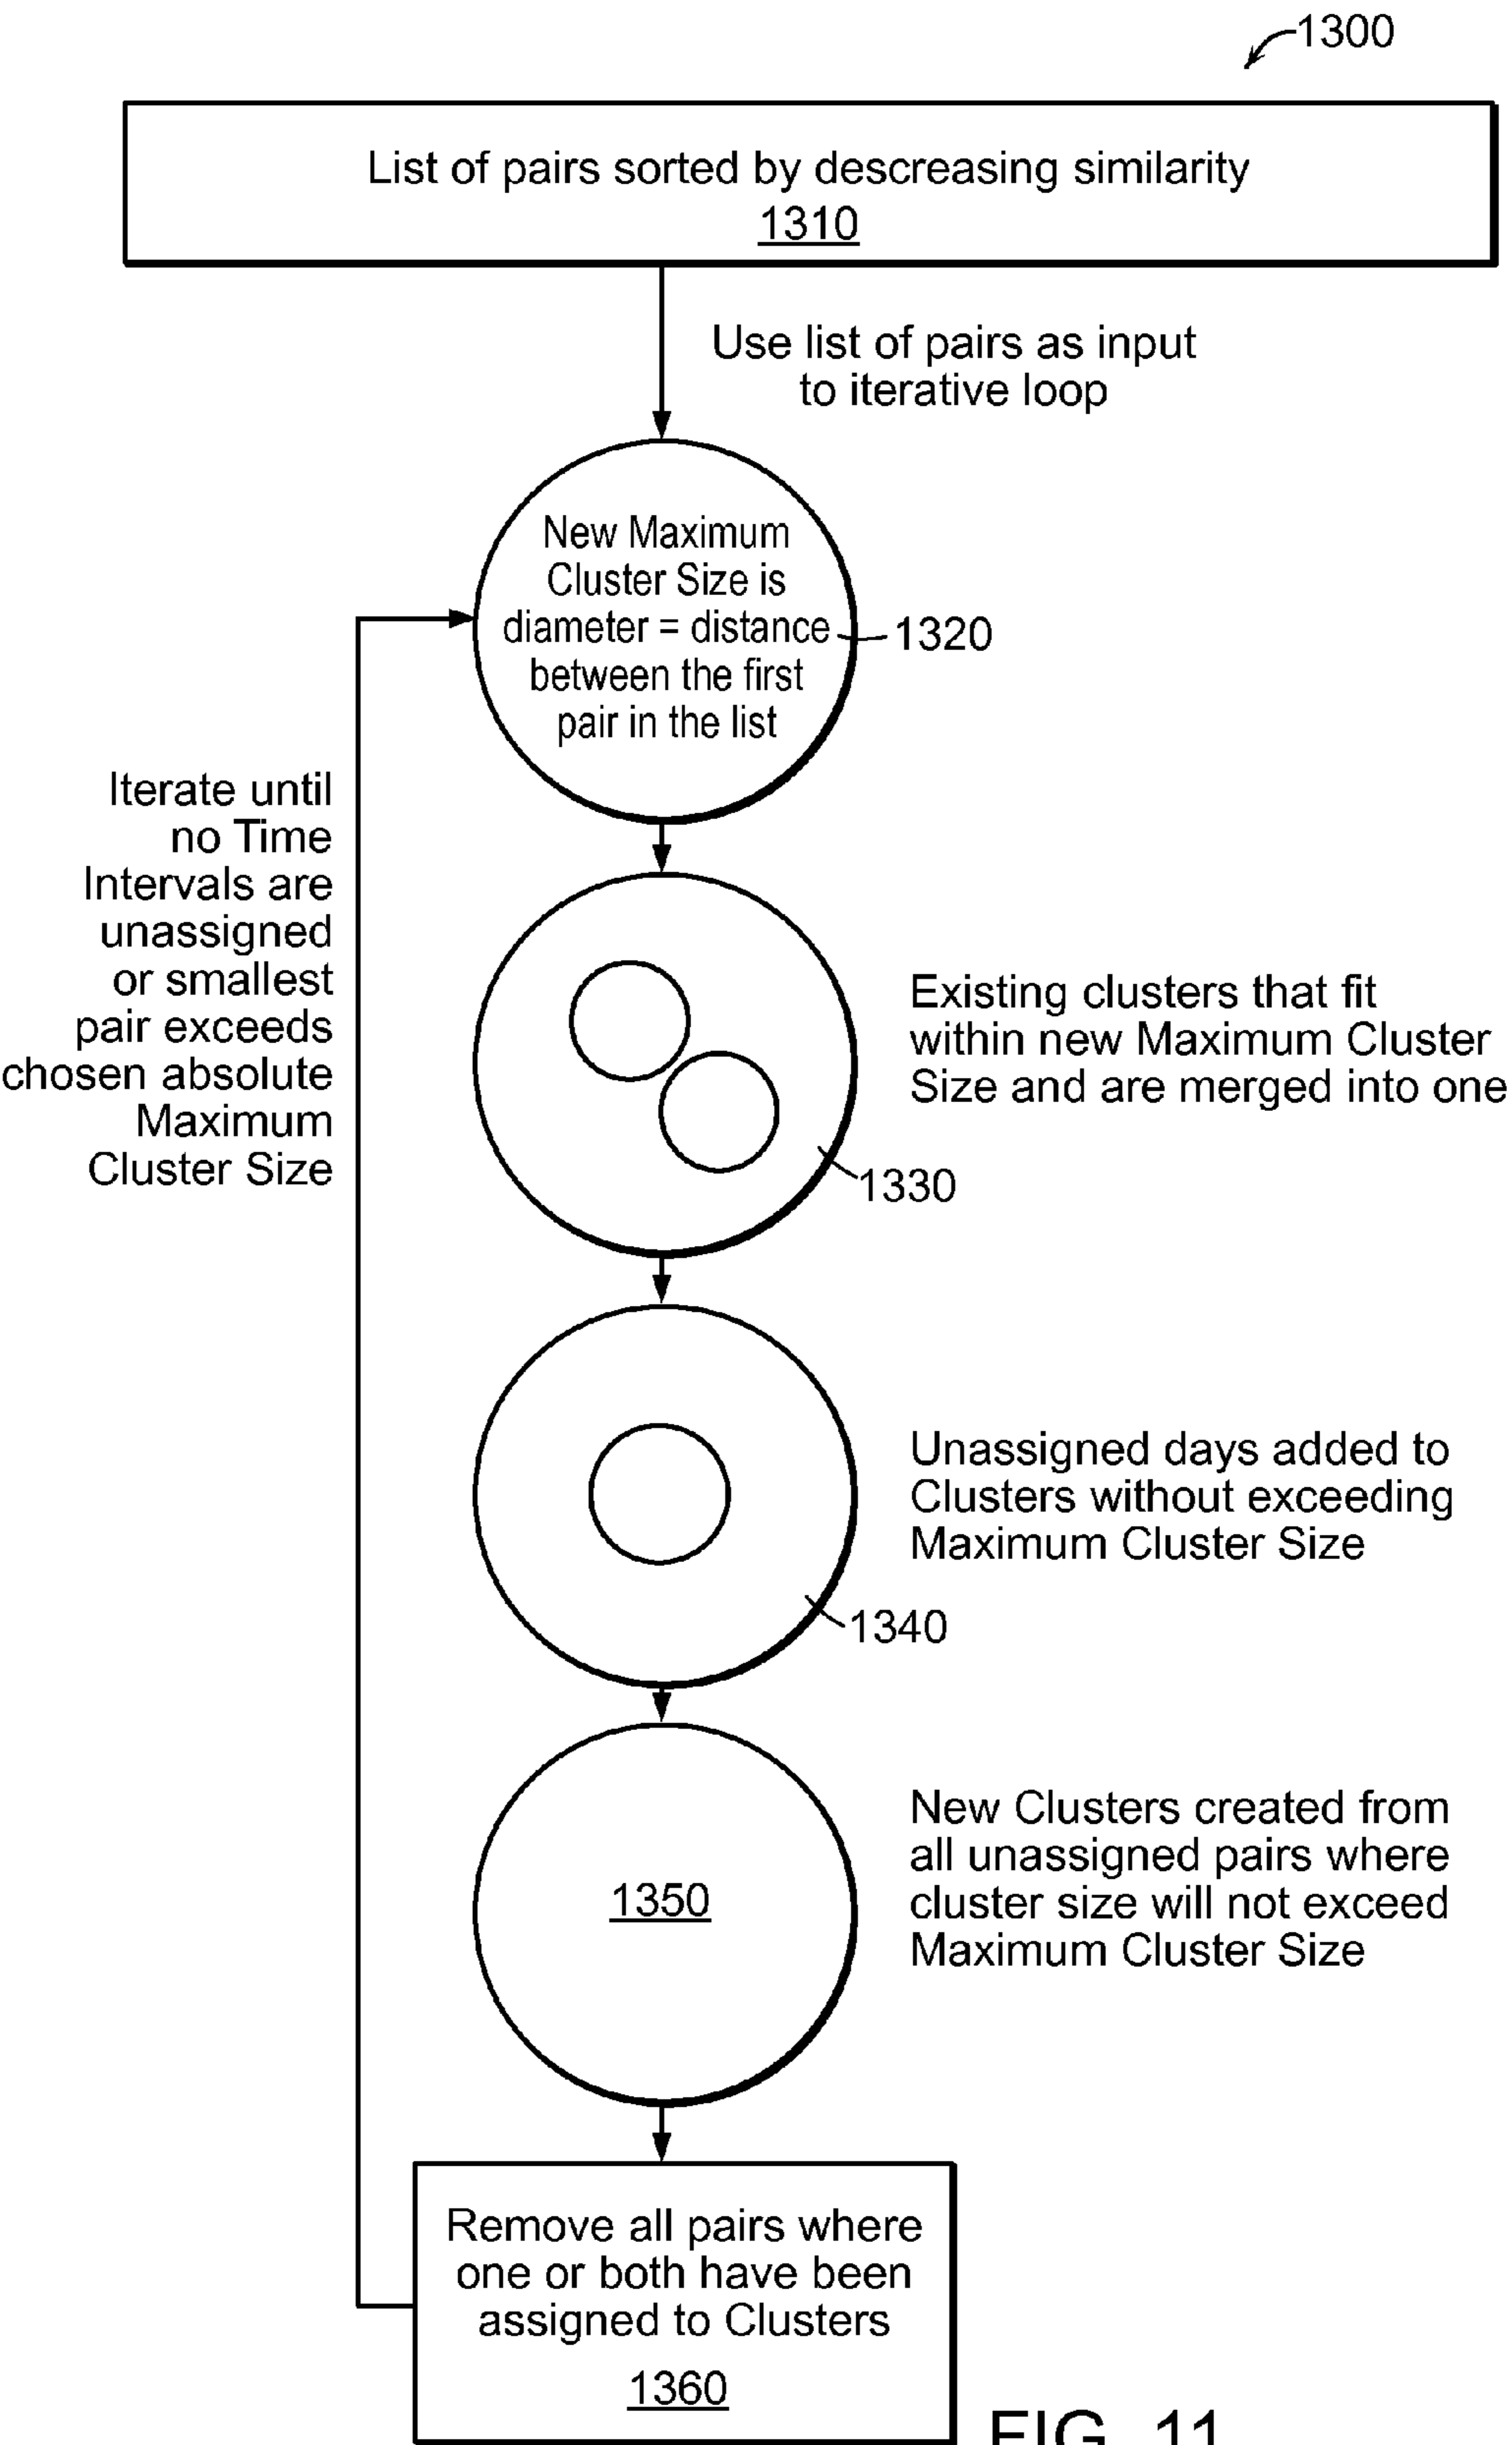 1300
List of pairs sorted by descreasing similarity
1310
Use list of pairs as input
to iterative loop
New Maximum
Cluster Size is
diameter = distance
between the first
pair in the list
1320
Iterate until
no Time
Intervals are
unassigned
or smallest
pair exceeds
chosen absolute
Maximum
Cluster Size
Existing clusters that fit
within new Maximum Cluster
Size and are merged into one
1330
Unassigned days added to
Clusters without exceeding
Maximum Cluster Size
1340
1350
New Clusters created from
all unassigned pairs where
cluster size will not exceed
Maximum Cluster Size
Remove all pairs where
one or both have been
assigned to Clusters
1360
FIG. 11